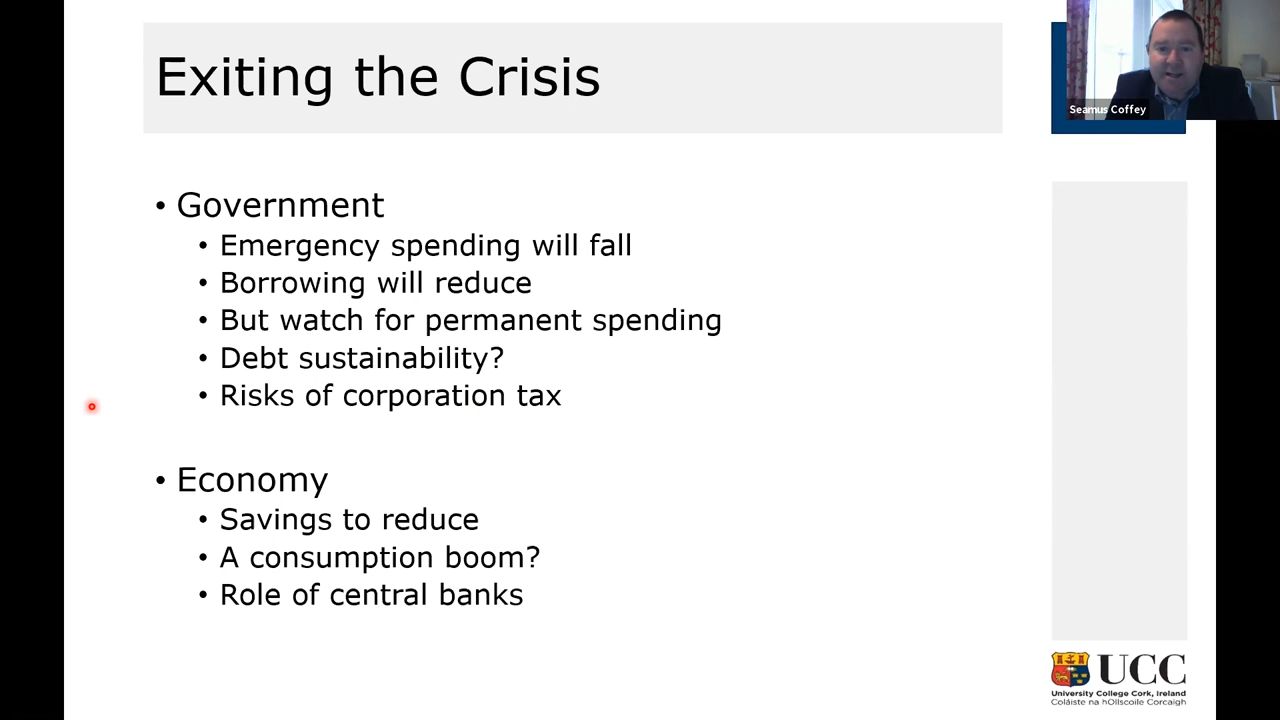 Exiting the Crisis
Seamus Coffey
• Government
• Emergency spending will fall
• Borrowing will reduce
• But watch for permanent spending
• Debt sustainability?
• Risks of corporation tax
• Economy
• Savings to reduce
• A consumption boom?
• Role of central banks
UCC
University College Cork, Ireland
Coláiste na hOllscoile Corcaigh